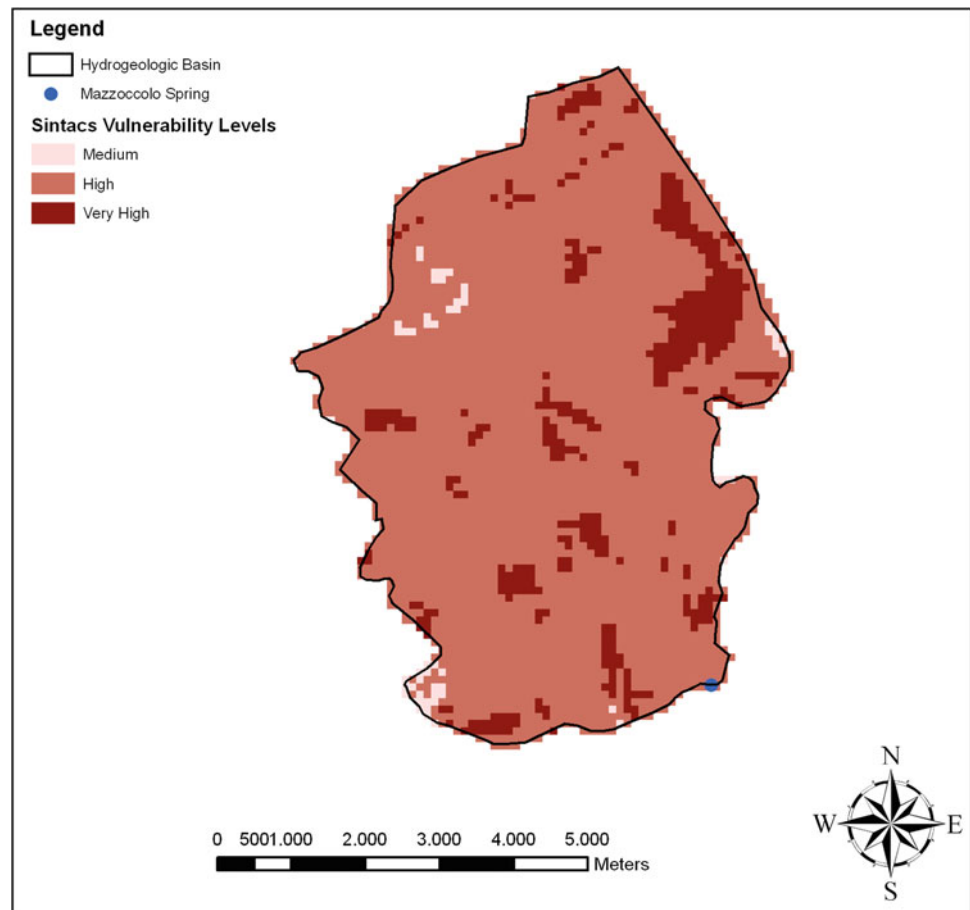 Legend
Hydrogeologic Basin
Mazzoccolo Spring
Sintacs Vulnerability Levels
Medium
High
Very High
N
W E
S
0 5001.000 2.000 3.000 4.000 5.000
Meters